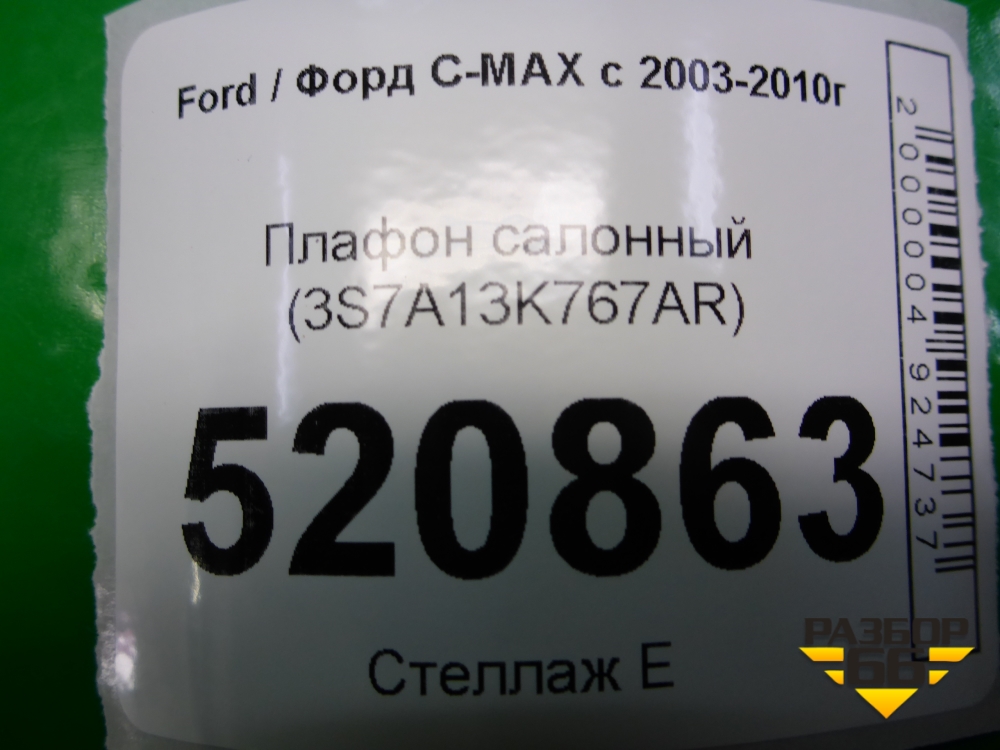 Ford / Форд C-MAX с 2003-2010г
Плафон салонный
(3S7A13K767AR)
520863
Стеллаж Е
2000004924737
РАЗБОР
66